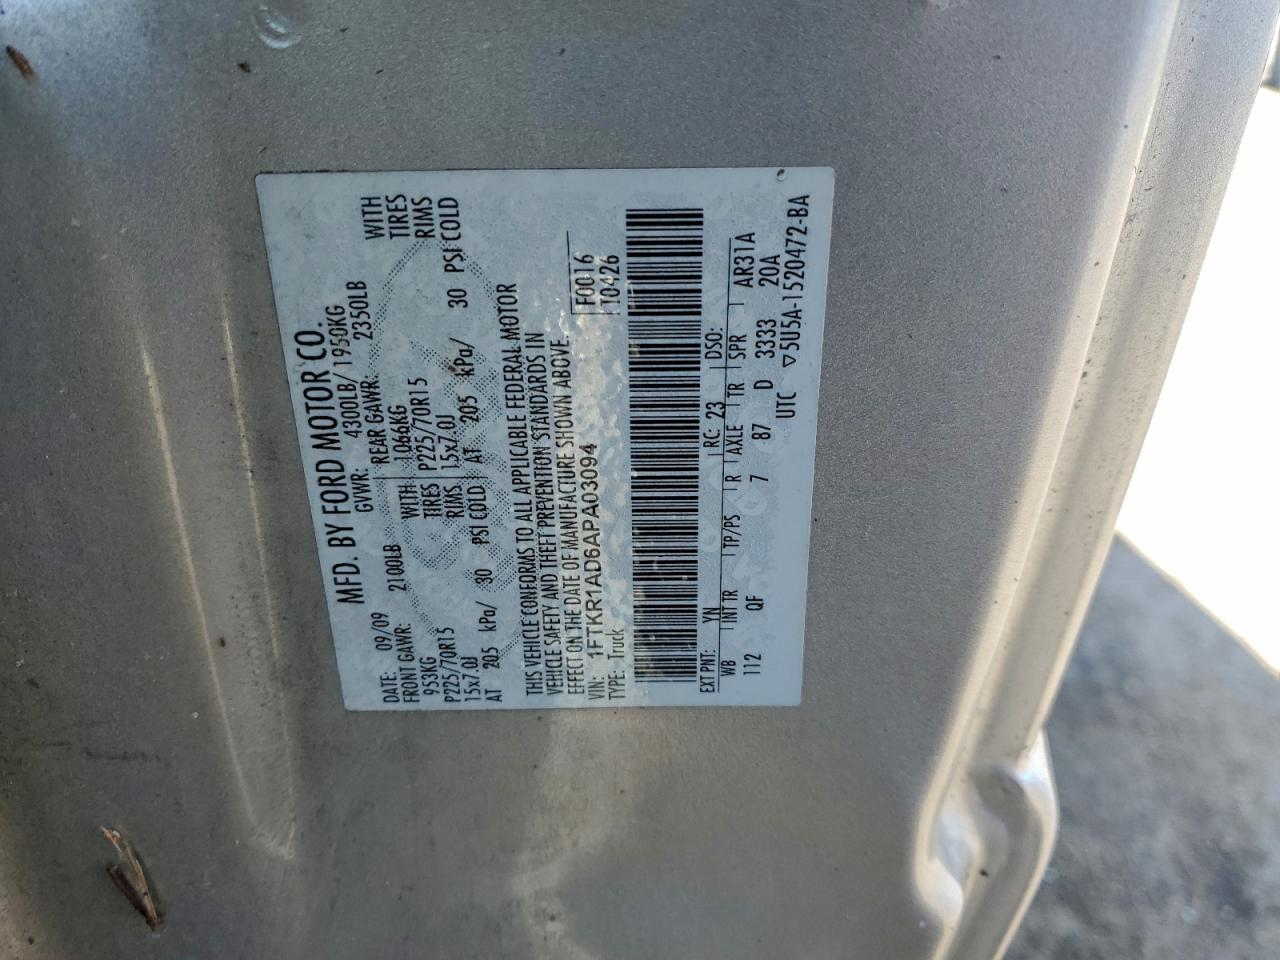 MFD. BY FORD MOTOR CO.
DATE: 09/09 GVWR: 4300LB/ 1950KG
FRONT GAWR: 2100LB REAR GAWR: 2350LB
953KG WITH 1066KG WITH
P225/70R15 TIRES P225/70R15 TIRES
15x7.0J RIMS 15x7.0J RIMS
AT 205 kPa/ 30 PSI COLD AT 205 kPa/ 30 PSI COLD
THIS VEHICLE CONFORMS TO ALL APPLICABLE FEDERAL MOTOR
VEHICLE SAFETY AND THEFT PREVENTION STANDARDS IN
EFFECT ON THE DATE OF MANUFACTURE SHOWN ABOVE.
VIN: 1FTKR1AD6APA03094 F0016
TYPE: Truck T0426
EXT PNT: YN RC: 23 DSO:
WB INT TR TP/PS R AXLE TR SPR AR31A
112 QF 7 87 D 3333 20A
UTC ▽5U5A-1520472-BA